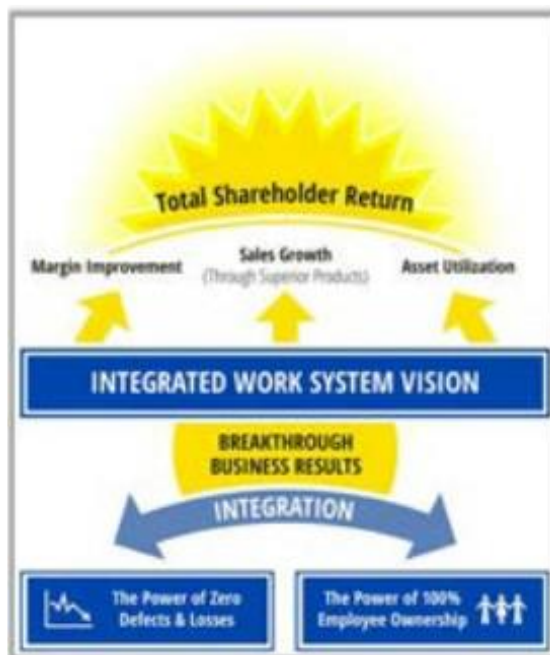 Total Shareholder Return
Margin Improvement
Sales Growth
(Through Superior Products)
Asset Utilization
INTEGRATED WORK SYSTEM VISION
BREAKTHROUGH
BUSINESS RESULTS
INTEGRATION
The Power of Zero
Defects & Losses
The Power of 100%
Employee Ownership